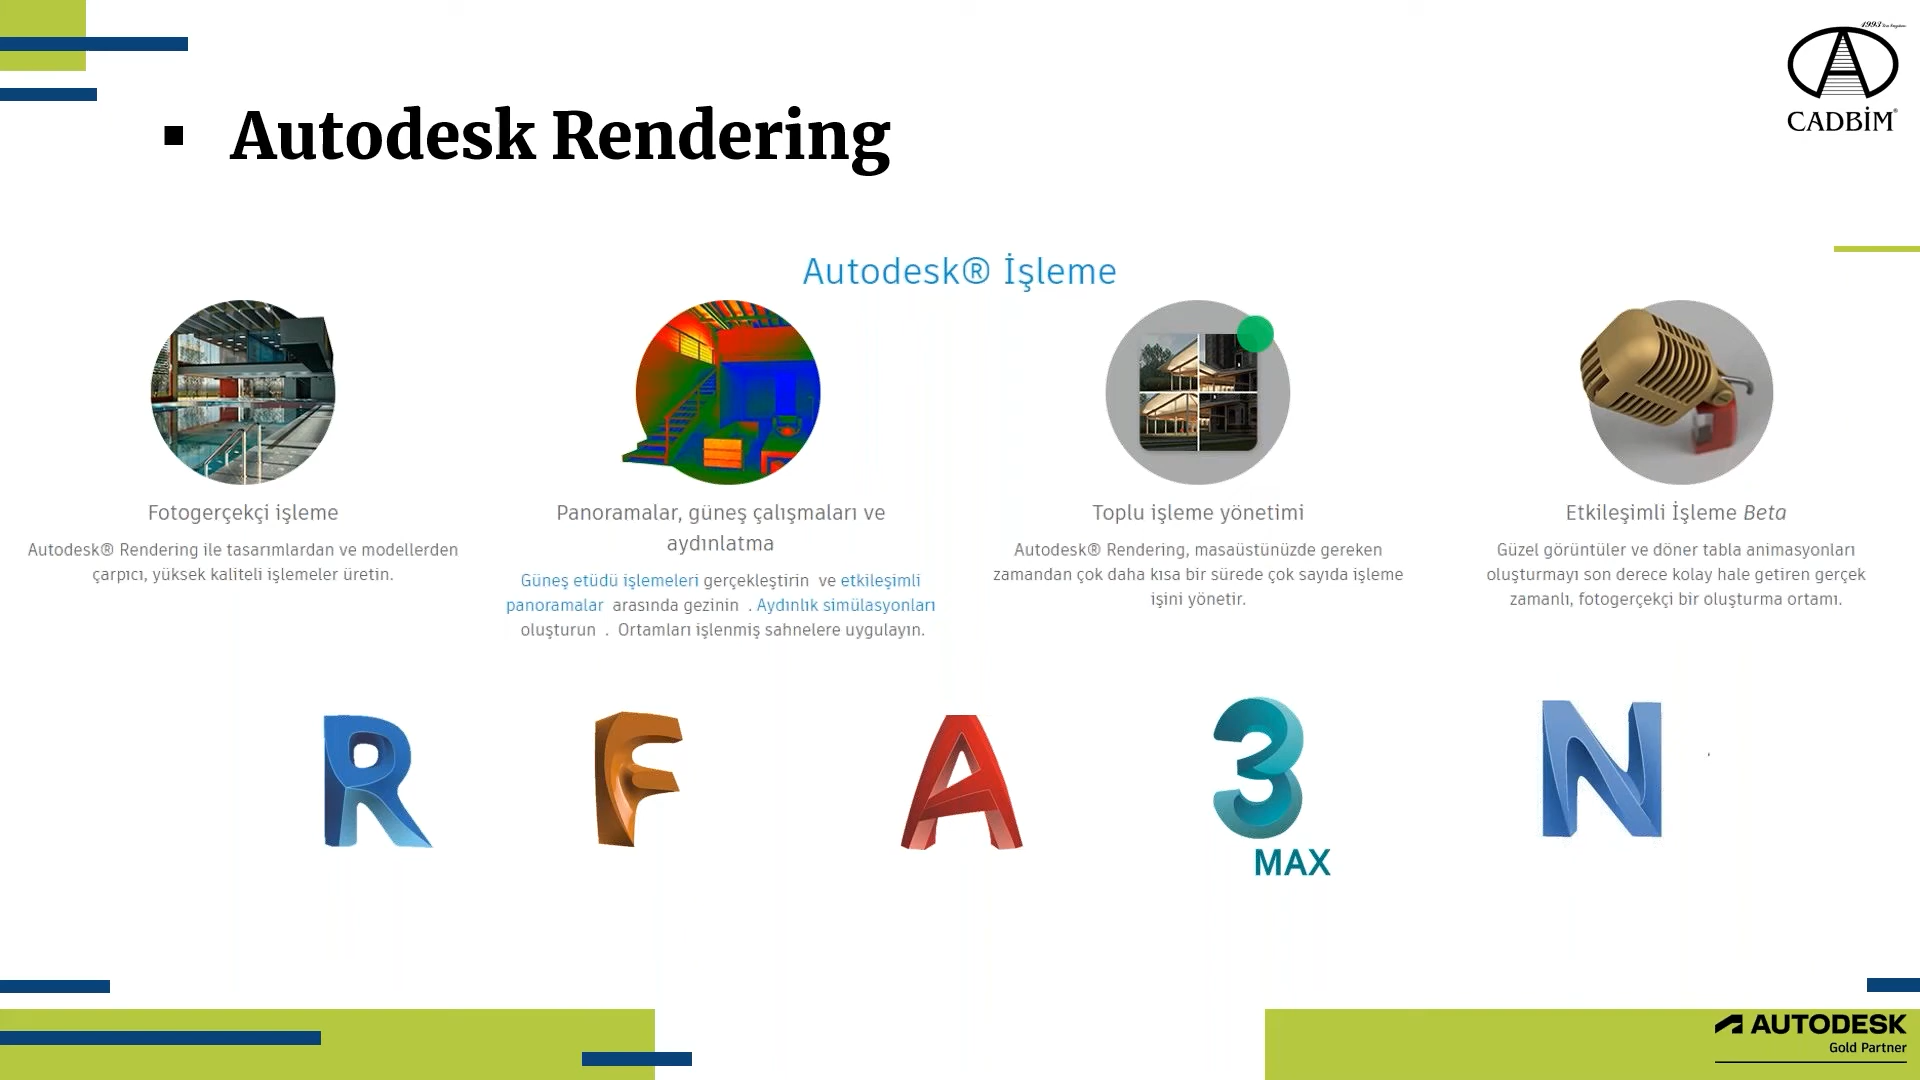 1993
CADBİM
▪ Autodesk Rendering
Autodesk® İşleme
Fotogerçekçi işleme
Autodesk® Rendering ile tasarımlardan ve modellerden
çarpıcı, yüksek kaliteli işlemeler üretin.
Panoramalar, güneş çalışmaları ve
aydınlatma
Güneş etüdü işlemeleri gerçekleştirin ve etkileşimli
panoramalar arasında gezinin . Aydınlık simülasyonları
oluşturun . Ortamları işlenmiş sahnelere uygulayın.
Toplu işleme yönetimi
Autodesk® Rendering, masaüstünüzde gereken
zamandan çok daha kısa bir sürede çok sayıda işleme
işini yönetir.
Etkileşimli İşleme Beta
Güzel görüntüler ve döner tabla animasyonları
oluşturmayı son derece kolay hale getiren gerçek
zamanlı, fotogerçekçi bir oluşturma ortamı.
R F A 3 N
MAX
AUTODESK
Gold Partner